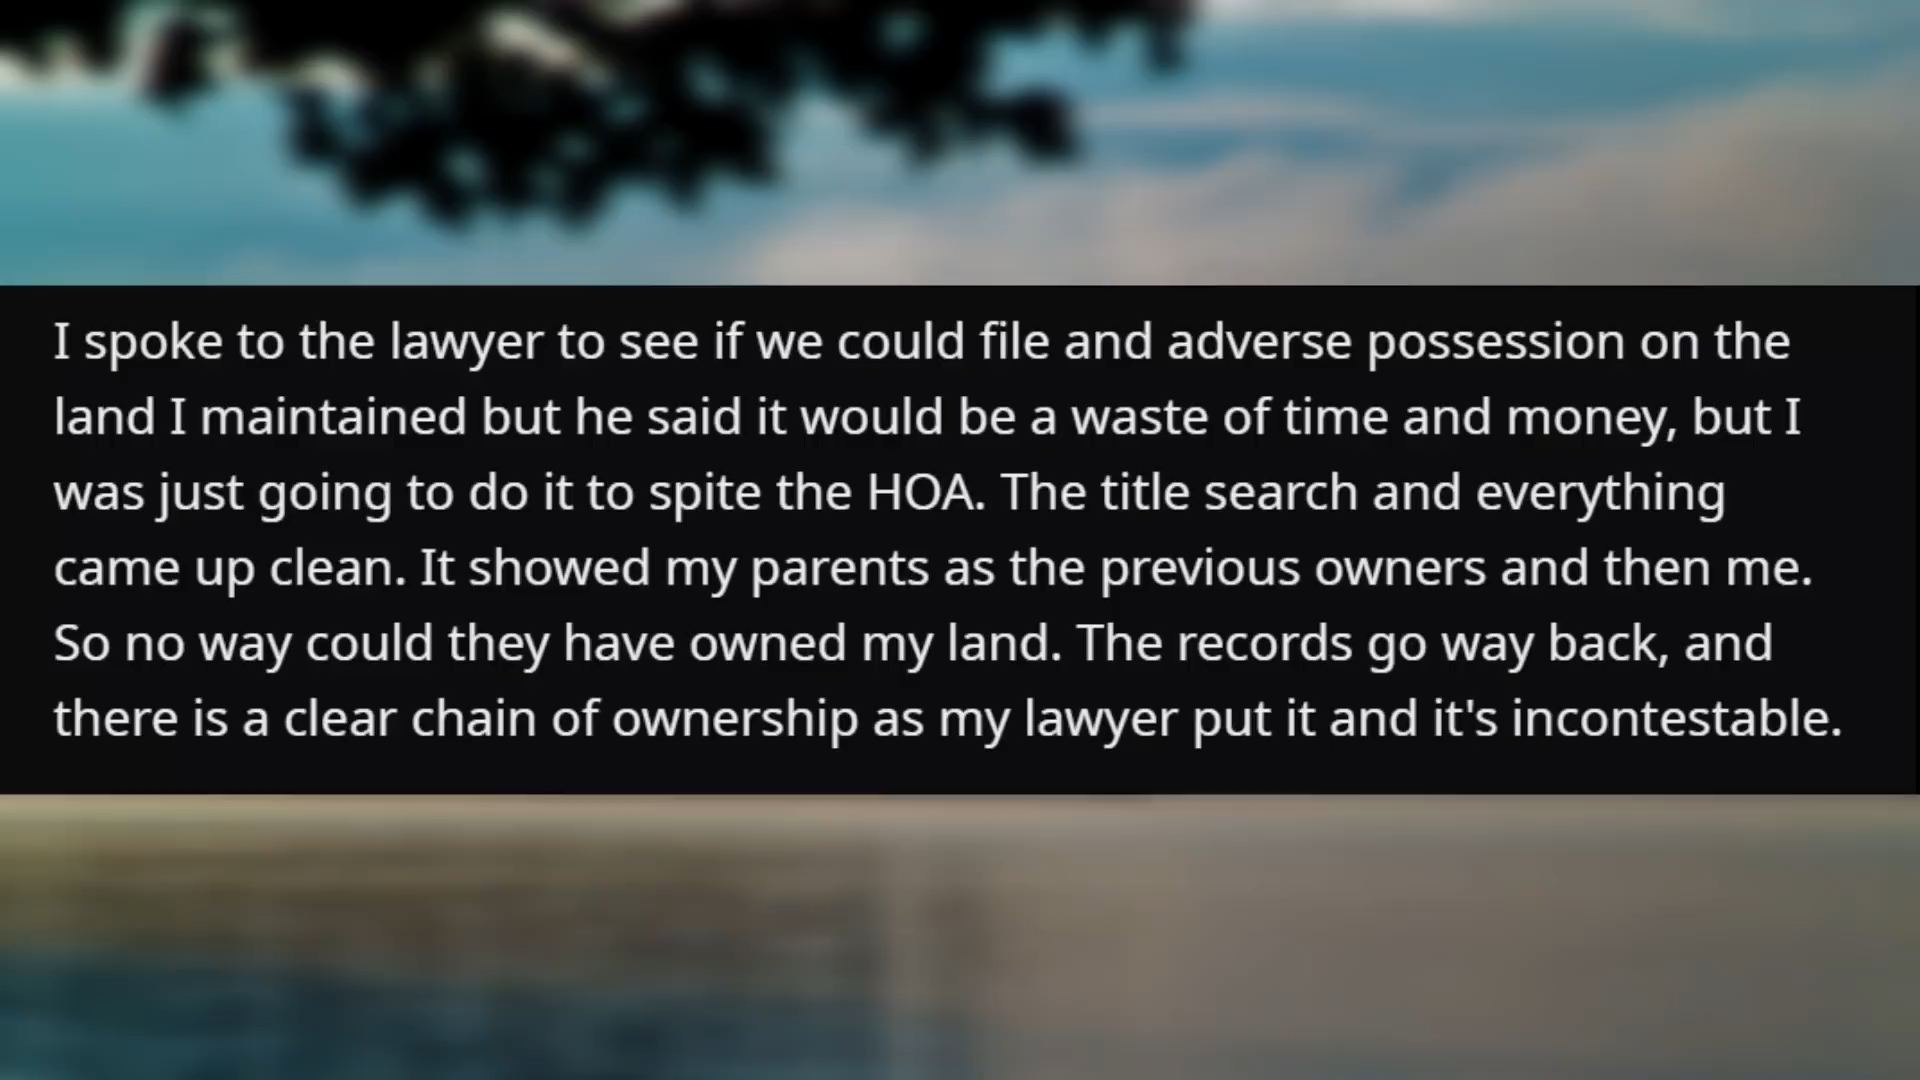 I spoke to the lawyer to see if we could file and adverse possession on the
land I maintained but he said it would be a waste of time and money, but I
was just going to do it to spite the HOA. The title search and everything
came up clean. It showed my parents as the previous owners and then me.
So no way could they have owned my land. The records go way back, and
there is a clear chain of ownership as my lawyer put it and it's incontestable.